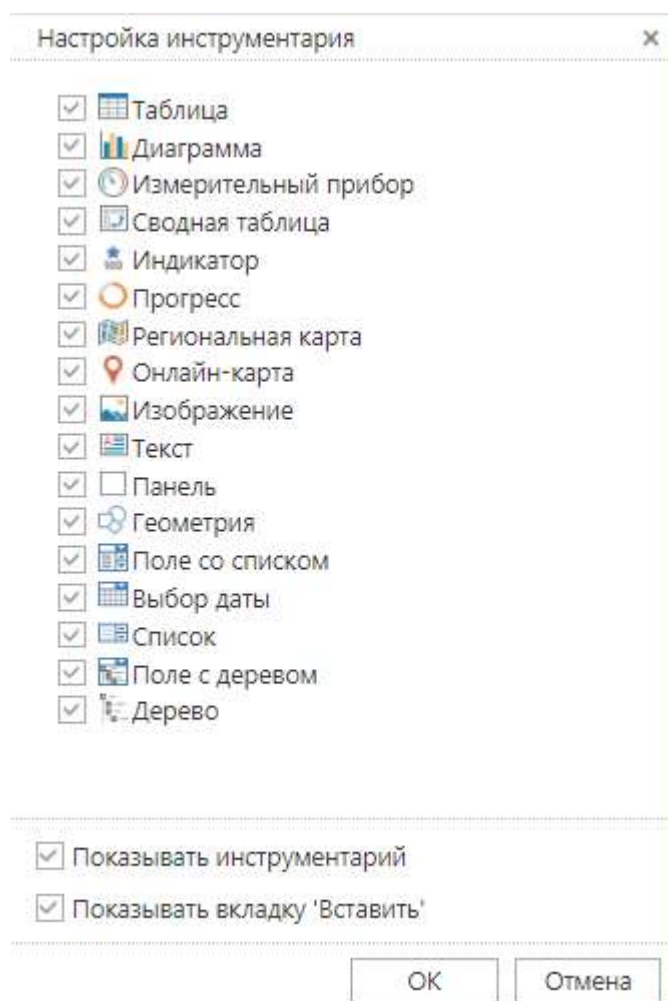 Настройка инструментария
Таблица
Диаграмма
Измерительный прибор
Сводная таблица
Индикатор
Прогресс
Региональная карта
Онлайн-карта
Изображение
Текст
Панель
Геометрия
Поле со списком
Выбор даты
Список
Поле с деревом
Дерево
Показывать инструментарий
Показывать вкладку 'Вставить'
ОК Отмена